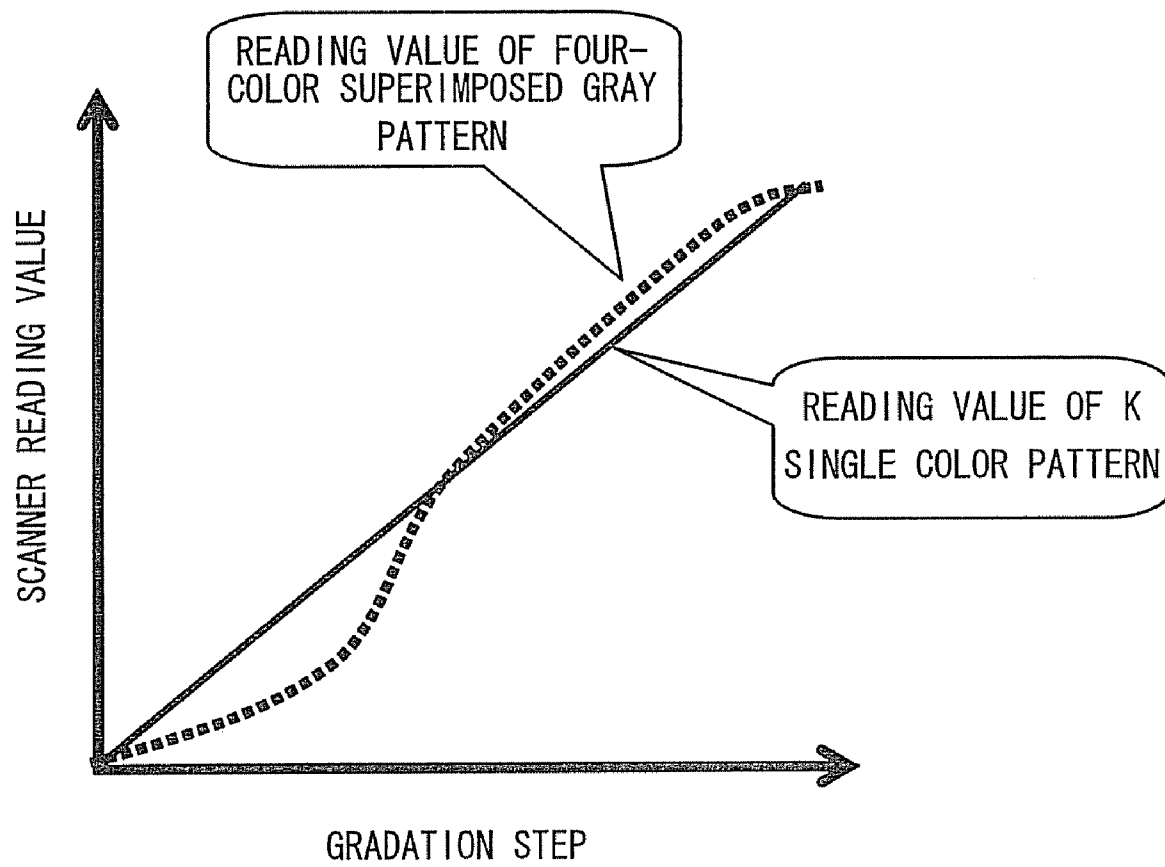 READING VALUE OF FOUR-
COLOR SUPERIMPOSED GRAY
PATTERN
SCANNER READING VALUE
READING VALUE OF K
SINGLE COLOR PATTERN
GRADATION STEP